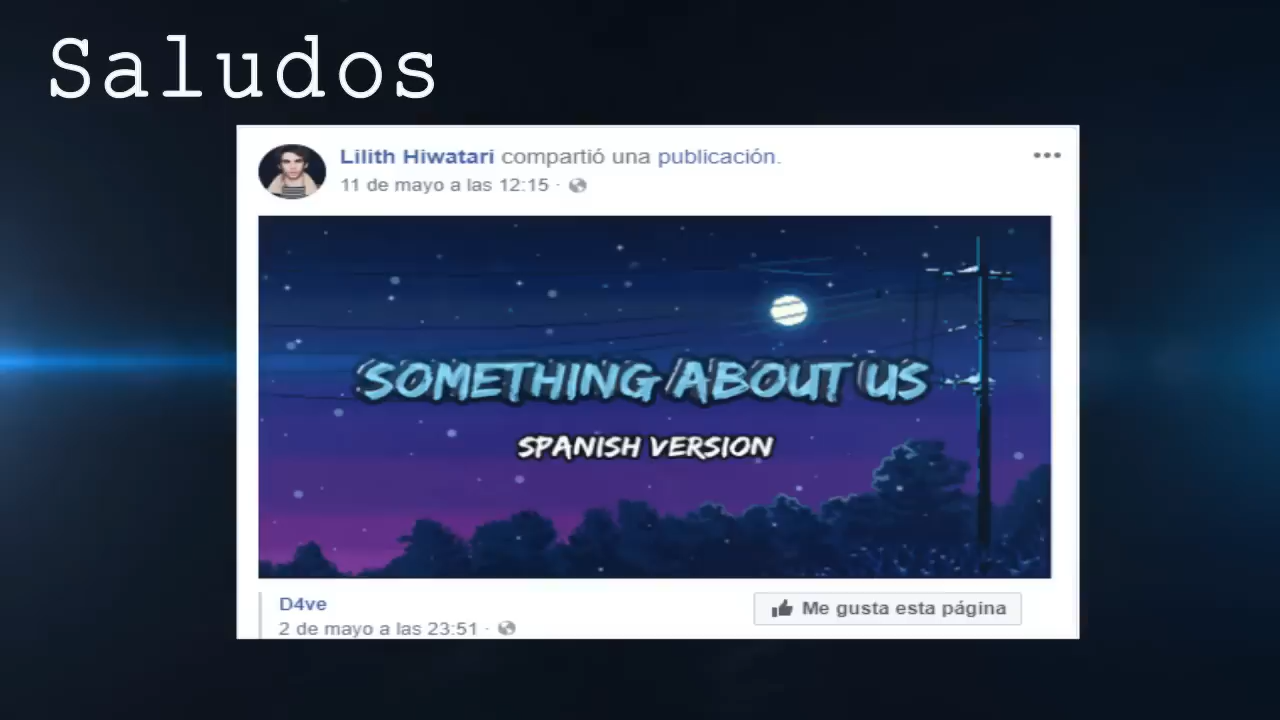 Saludos
Lilith Hiwatari compartió una publicación.
11 de mayo a las 12:15 ·
SOMETHING ABOUT US
SPANISH VERSION
D4ve
Me gusta esta página
2 de mayo a las 23:51 ·